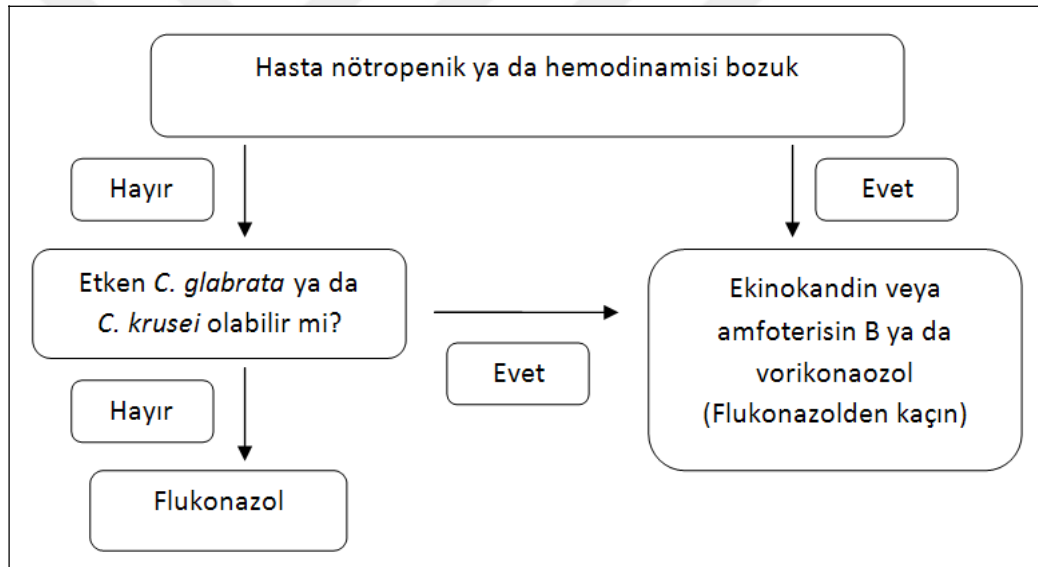 Hasta nötropenik ya da hemodinamisi bozuk
Hayır
Evet
Etken C. glabrata ya da
C. krusei olabilir mi?
Ekinokandin veya
amfoterisin B ya da
vorikonaozol
(Flukonazolden kaçın)
Evet
Hayır
Flukonazol